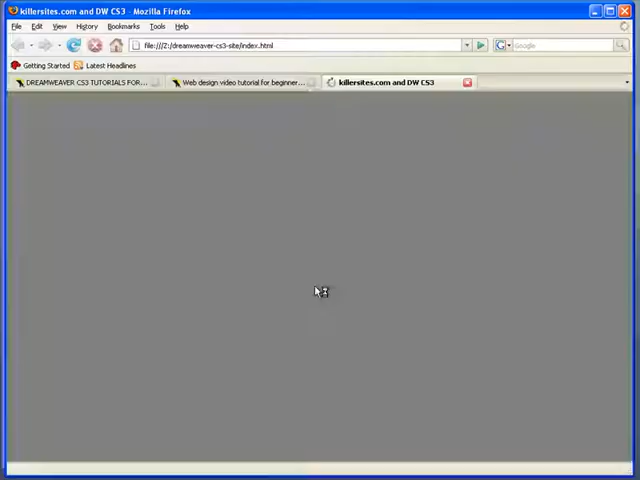 killersites.com and DW CS3 - Mozilla Firefox
File Edit View History Bookmarks Tools Help
file:///Z:/dreamweaver-cs3-site/index.html G Google
Getting Started Latest Headlines
DREAMWEAVER CS3 TUTORIALS FOR... Web design video tutorial for beginner... killersites.com and DW CS3